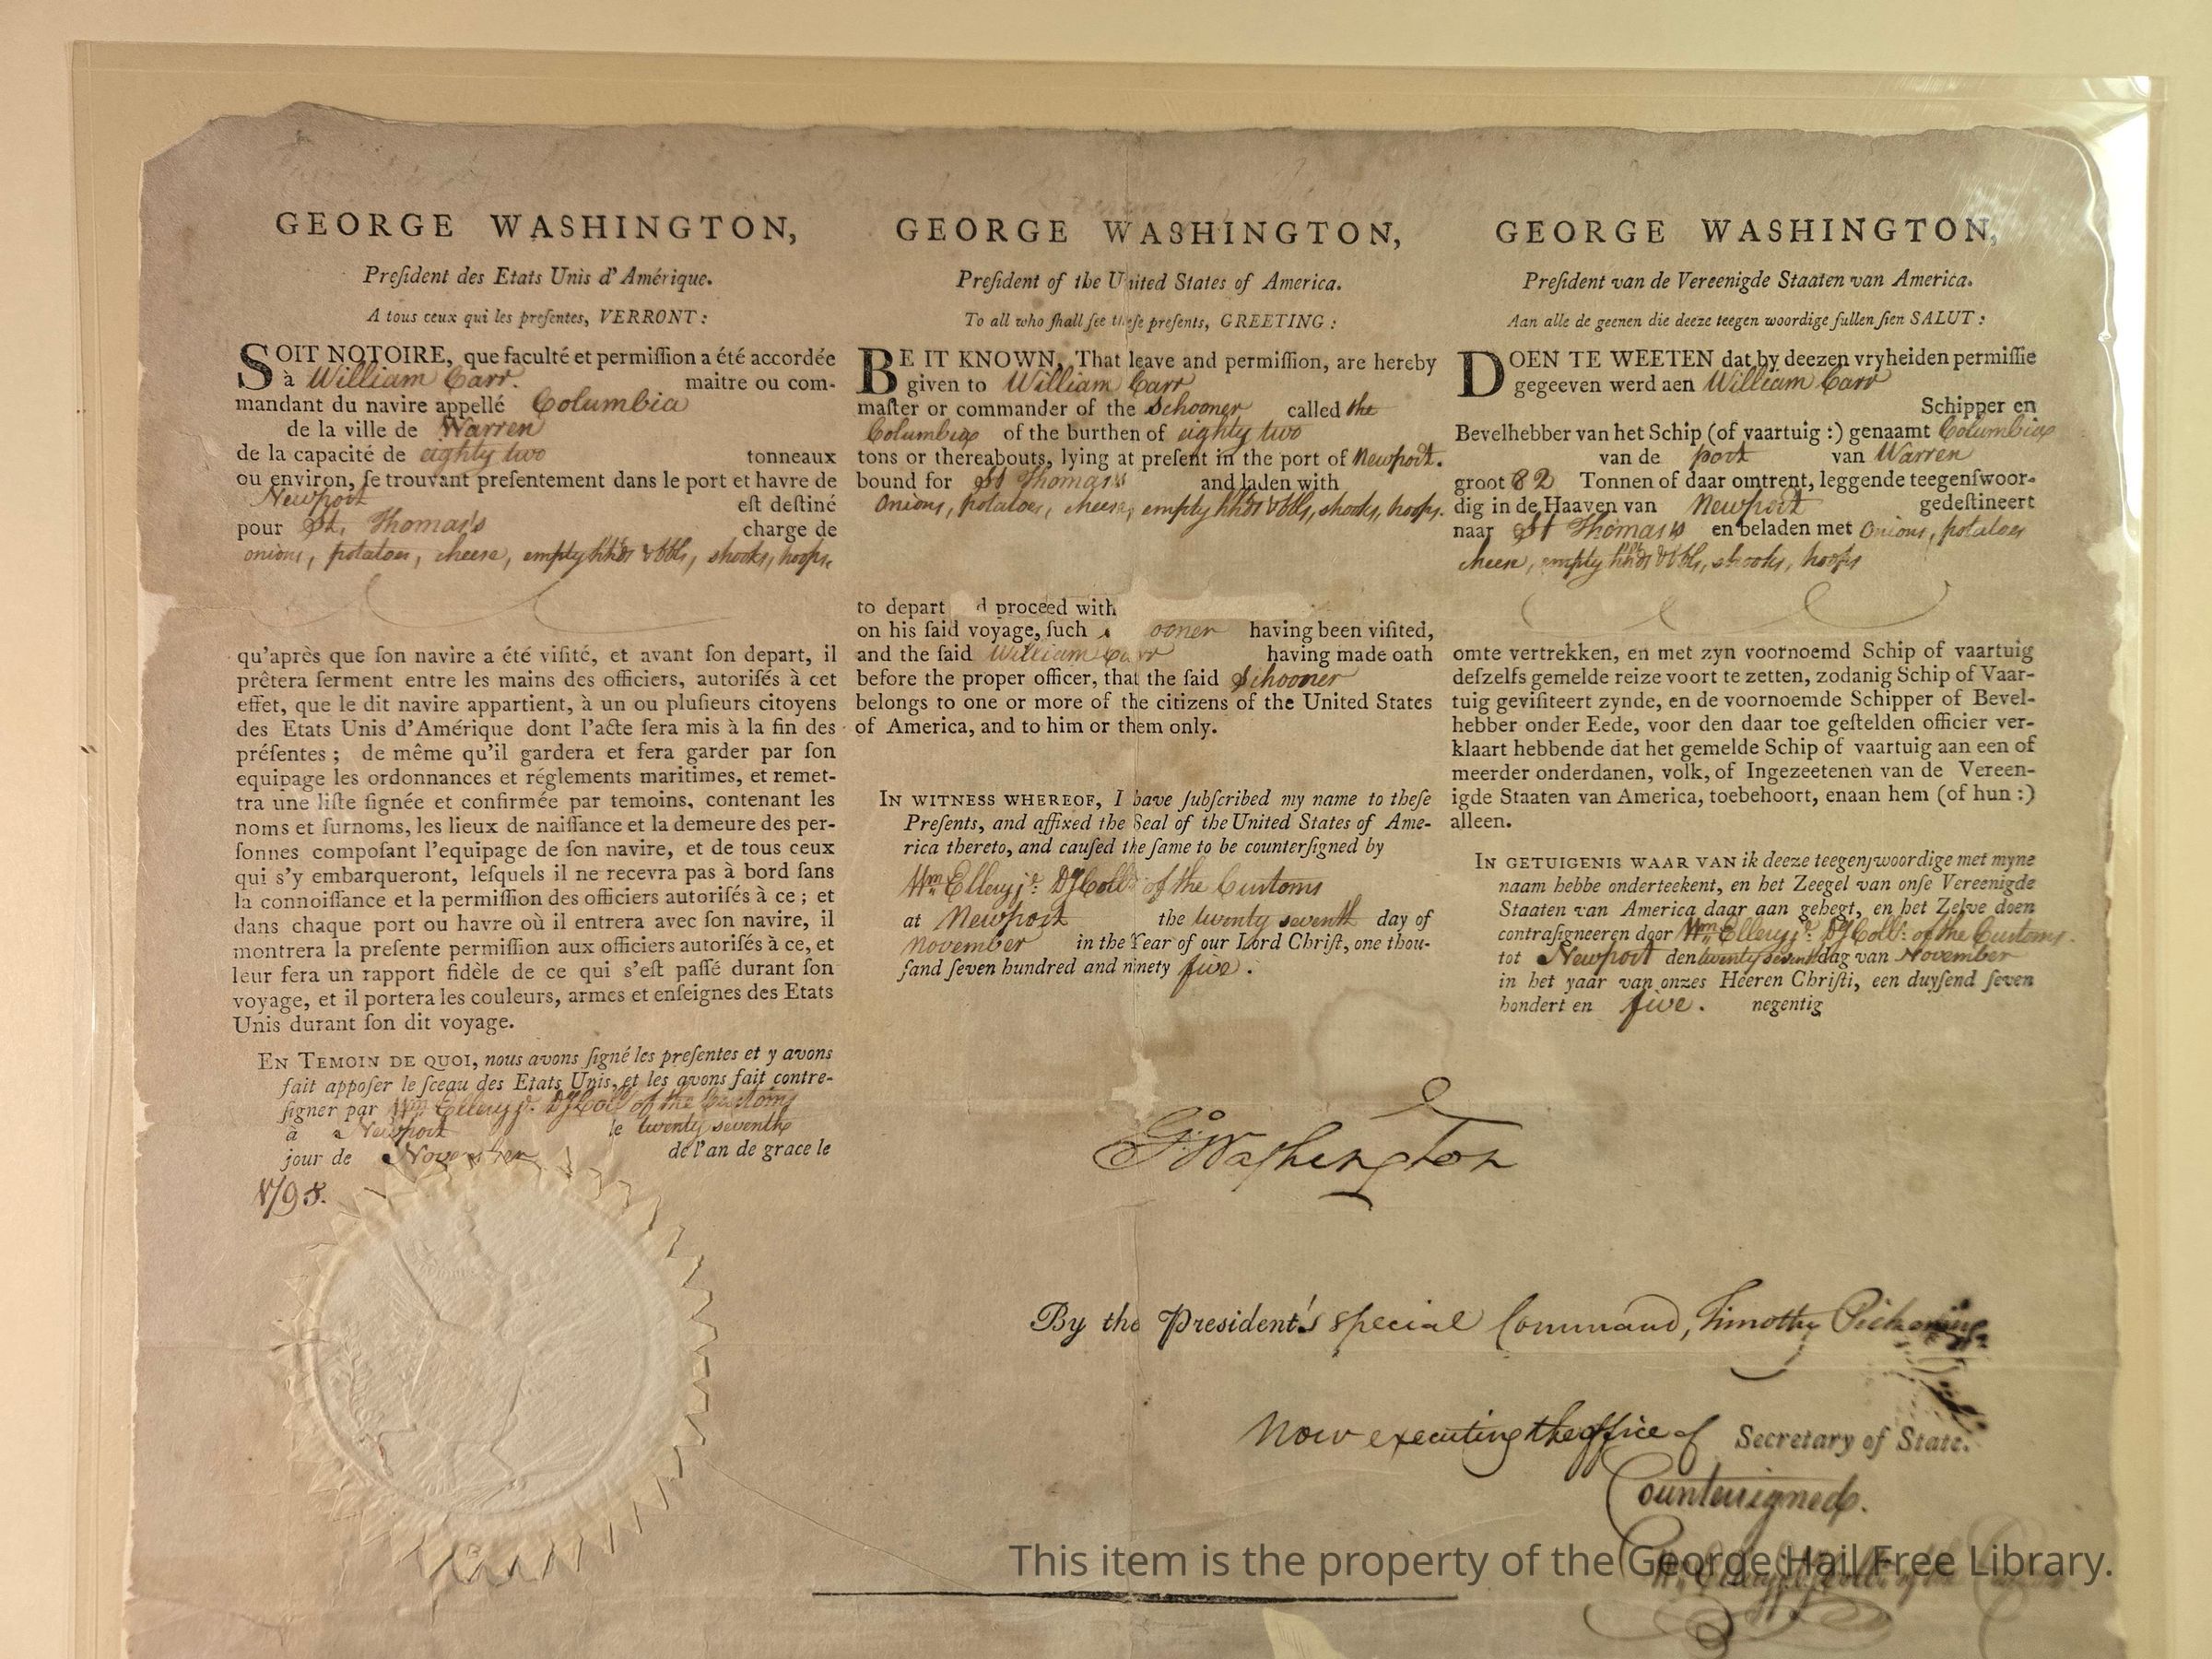 GEORGE WASHINGTON,
Preſident des Etats Unis d'Amérique.
A tous ceux qui les preſentes, VERRONT :
SOIT NOTOIRE, que faculté et permiſſion a été accordée
à William Carr. maitre ou com-
mandant du navire appellé Columbia
de la ville de Warren
de la capacité de eighty two tonneaux
ou environ, ſe trouvant preſentement dans le port et havre de
Newport eſt deſtiné
pour St. Thomas's charge de
onions, potatoes, cheese, empty hhds & bbls, shooks, hoops.
qu'après que ſon navire a été viſité, et avant ſon depart, il
prêtera ſerment entre les mains des officiers, autoriſés à cet
effet, que le dit navire appartient, à un ou pluſieurs citoyens
des Etats Unis d'Amérique dont l'acte ſera mis à la fin des
préſentes ; de même qu'il gardera et fera garder par ſon
equipage les ordonnances et réglements maritimes, et remet-
tra une liſte ſignée et confirmée par temoins, contenant les
noms et ſurnoms, les lieux de naiſſance et la demeure des per-
ſonnes compoſant l'equipage de ſon navire, et de tous ceux
qui s'y embarqueront, leſquels il ne recevra pas à bord ſans
la connoiſſance et la permiſſion des officiers autoriſés à ce ; et
dans chaque port ou havre où il entrera avec ſon navire, il
montrera la preſente permiſſion aux officiers autoriſés à ce, et
leur fera un rapport fidèle de ce qui s'eſt paſſé durant ſon
voyage, et il portera les couleurs, armes et enſeignes des Etats
Unis durant ſon dit voyage.
EN TEMOIN DE QUOI, nous avons ſigné les preſentes et y avons
fait appoſer le ſceau des Etats Unis, et les avons fait contre-
ſigner par Wm. Ellery jr. Dy Coll of the Customs
à Newport le twenty seventh
jour de November de l'an de grace le
1795.
GEORGE WASHINGTON,
Preſident of the United States of America.
To all who ſhall ſee theſe preſents, GREETING :
BE IT KNOWN, That leave and permiſſion, are hereby
given to William Carr
maſter or commander of the Schooner called the
Columbia of the burthen of eighty two
tons or thereabouts, lying at preſent in the port of Newport.
bound for St Thomas's and laden with
Onions, potatoes, cheese, empty hhds & bbls, shooks, hoops.
to depart d proceed with
on his ſaid voyage, ſuch ooner having been viſited,
and the ſaid William Carr having made oath
before the proper officer, that the ſaid Schooner
belongs to one or more of the citizens of the United States
of America, and to him or them only.
IN WITNESS WHEREOF, I have ſubſcribed my name to theſe
Preſents, and affixed the Seal of the United States of Ame-
rica thereto, and cauſed the ſame to be counterſigned by
Wm. Ellery jr. Dy Coll. of the Customs
at Newport the twenty seventh day of
November in the Year of our Lord Chriſt, one thou-
ſand ſeven hundred and ninety five.
GEORGE WASHINGTON,
Preſident van de Vereenigde Staaten van America.
Aan alle de geenen die deeze teegen woordige ſullen ſien SALUT :
DOEN TE WEETEN dat by deezen vryheiden permiſſie
gegeeven werd aen William Carr
Schipper en
Bevelhebber van het Schip (of vaartuig :) genaamt Columbia
van de port van Warren
groot 82 Tonnen of daar omtrent, leggende teegenſwoor-
dig in de Haaven van Newport gedeſtineert
naar St Thomas's en beladen met Onions, potatoes
cheese, empty hhds & bbls, shooks, hoops
omte vertrekken, en met zyn voornoemd Schip of vaartuig
deſzelfs gemelde reize voort te zetten, zodanig Schip of Vaar-
tuig geviſiteert zynde, en de voornoemde Schipper of Bevel-
hebber onder Eede, voor den daar toe geſtelden officier ver-
klaart hebbende dat het gemelde Schip of vaartuig aan een of
meerder onderdanen, volk, of Ingezeetenen van de Vereen-
igde Staaten van America, toebehoort, enaan hem (of hun :)
alleen.
IN GETUIGENIS WAAR VAN ik deeze teegenſwoordige met myne
naam hebbe onderteekent, en het Zeegel van onſe Vereenigde
Staaten van America daar aan gehegt, en het Zelve doen
contraſigneeren door Wm. Ellery jr. Dy Coll. of the Customs
tot Newport den twenty seventh dag van November
in het yaar van onzes Heeren Chriſti, een duyſend ſeven
hondert en five. negentig
Go Washington
By the President's special Command, Timothy Pickering.
Now executing the office of Secretary of State.
Countersigned.
This item is the property of the George Hail Free Library.